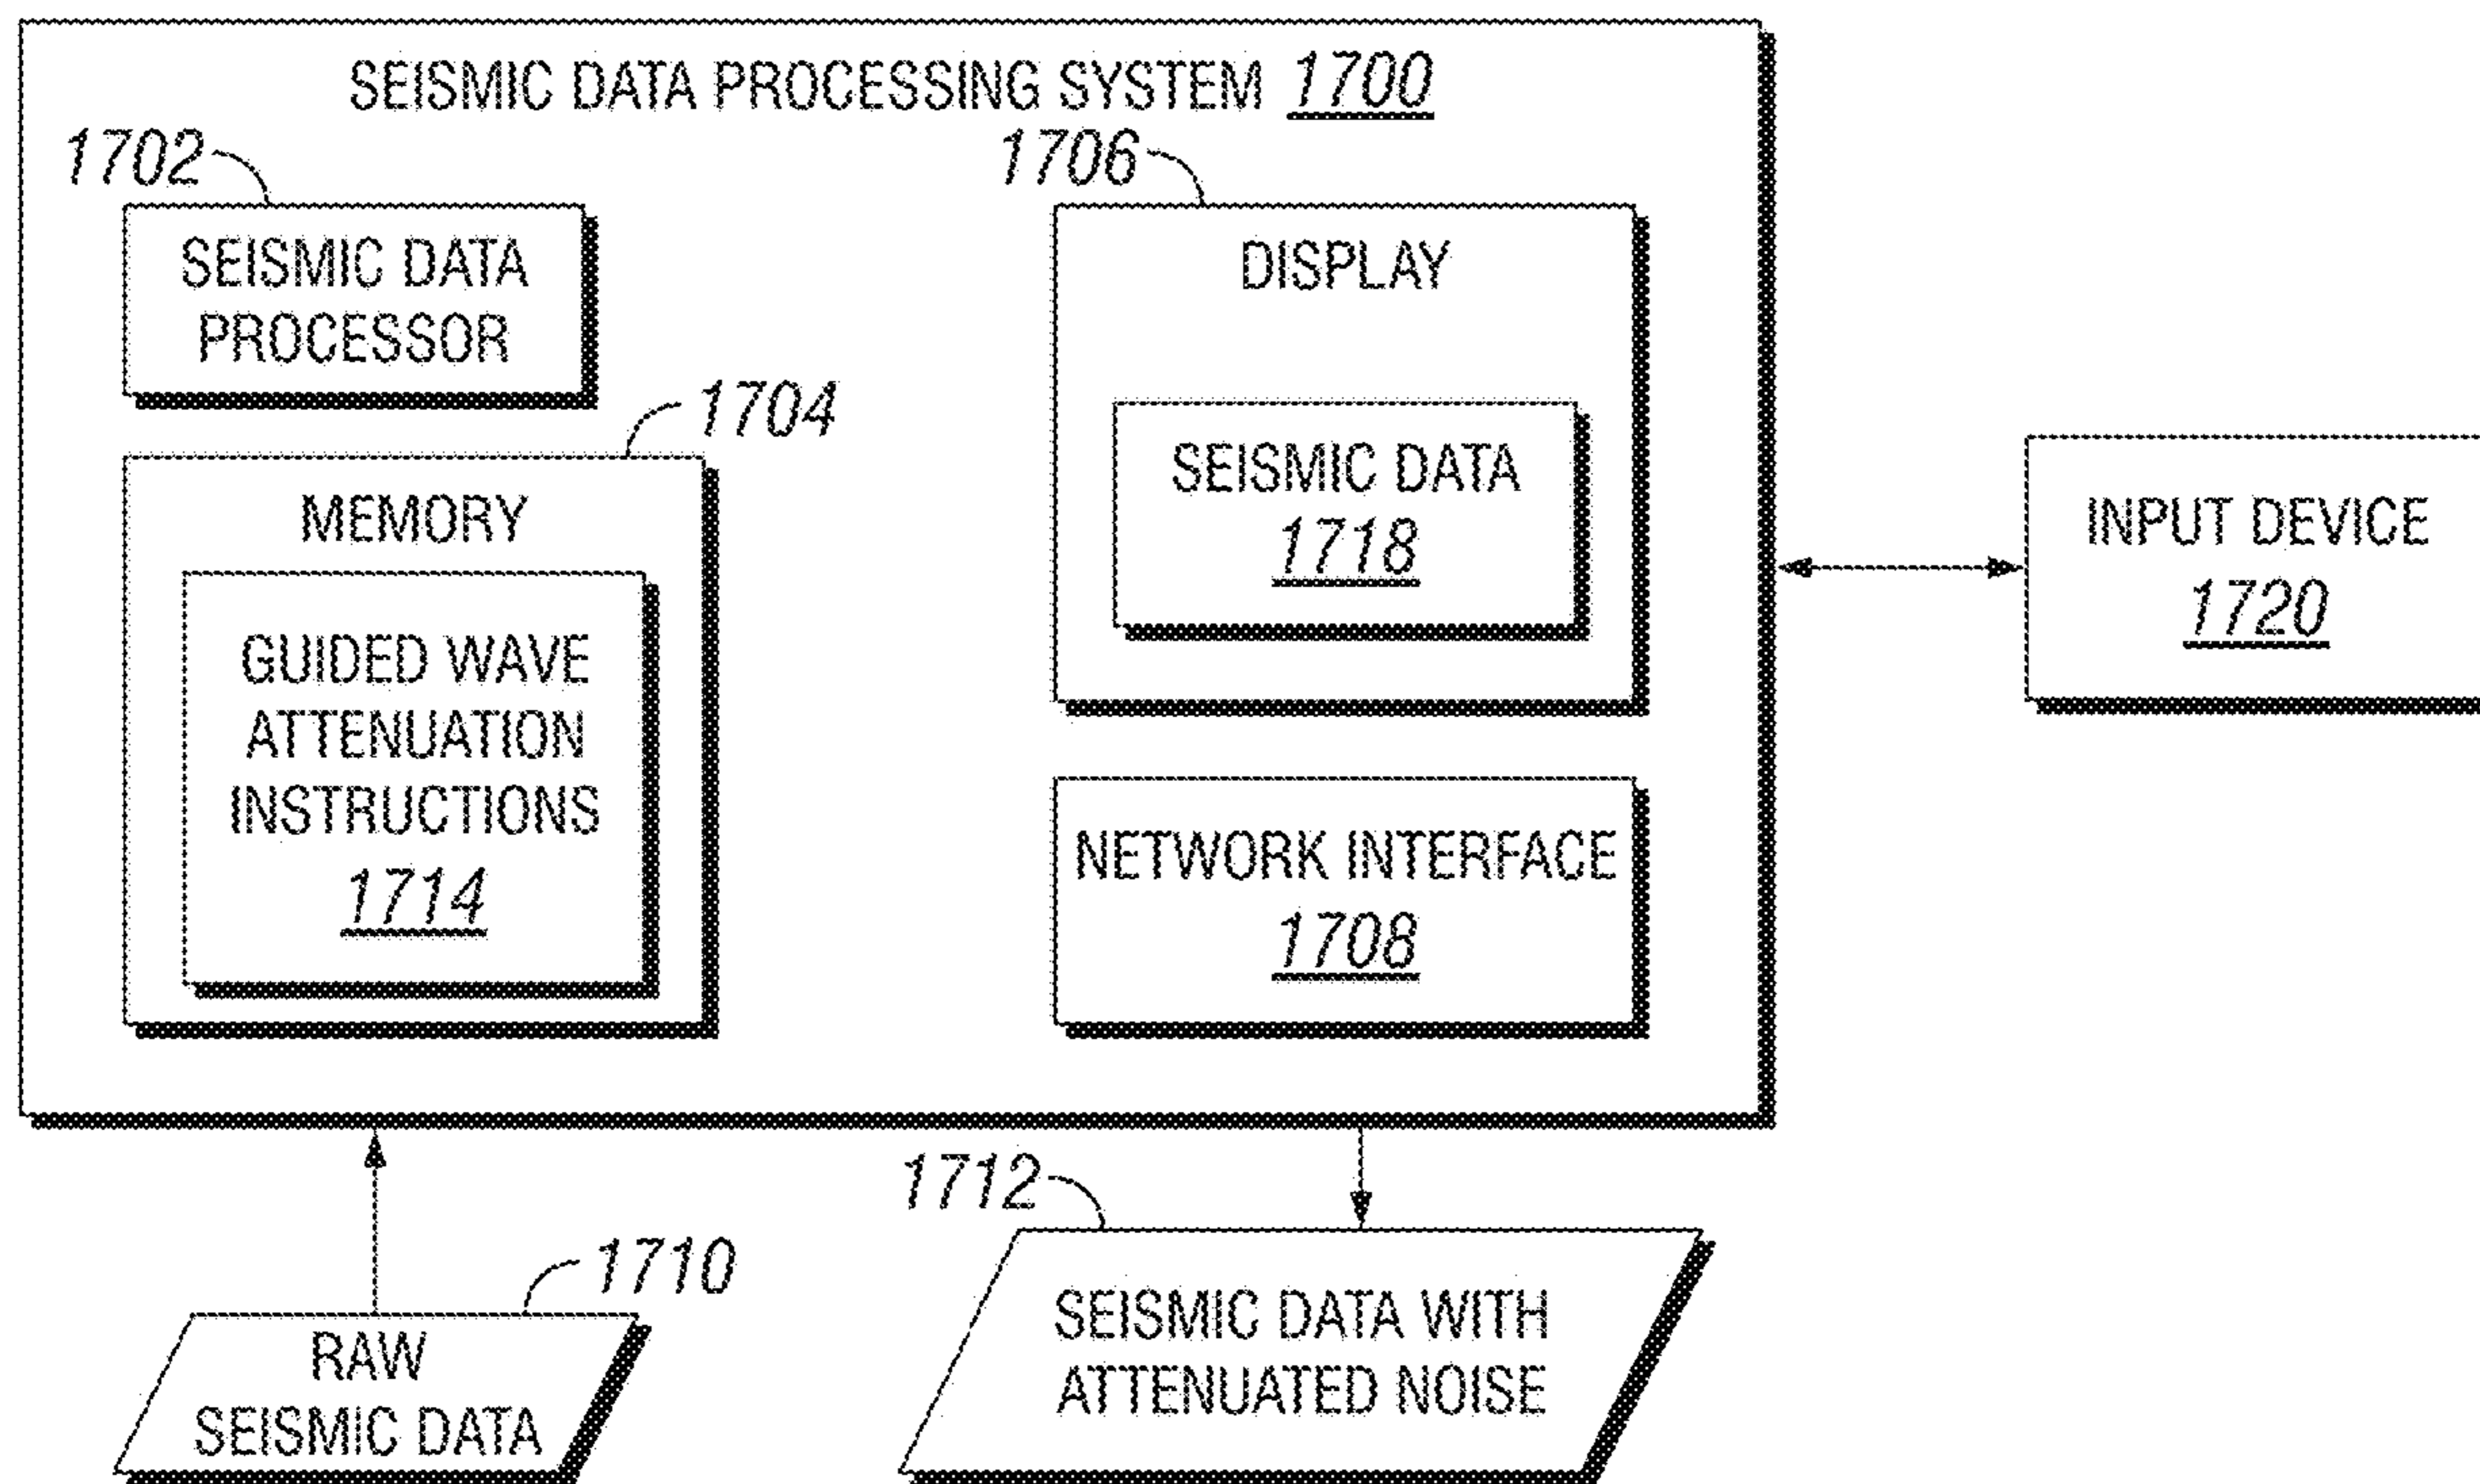 SEISMIC DATA PROCESSING SYSTEM 1700
1702
SEISMIC DATA
PROCESSOR
1704
MEMORY
GUIDED WAVE
ATTENUATION
INSTRUCTIONS
1714
1706
DISPLAY
SEISMIC DATA
1718
NETWORK INTERFACE
1708
INPUT DEVICE
1720
1710
RAW
SEISMIC DATA
1712
SEISMIC DATA WITH
ATTENUATED NOISE